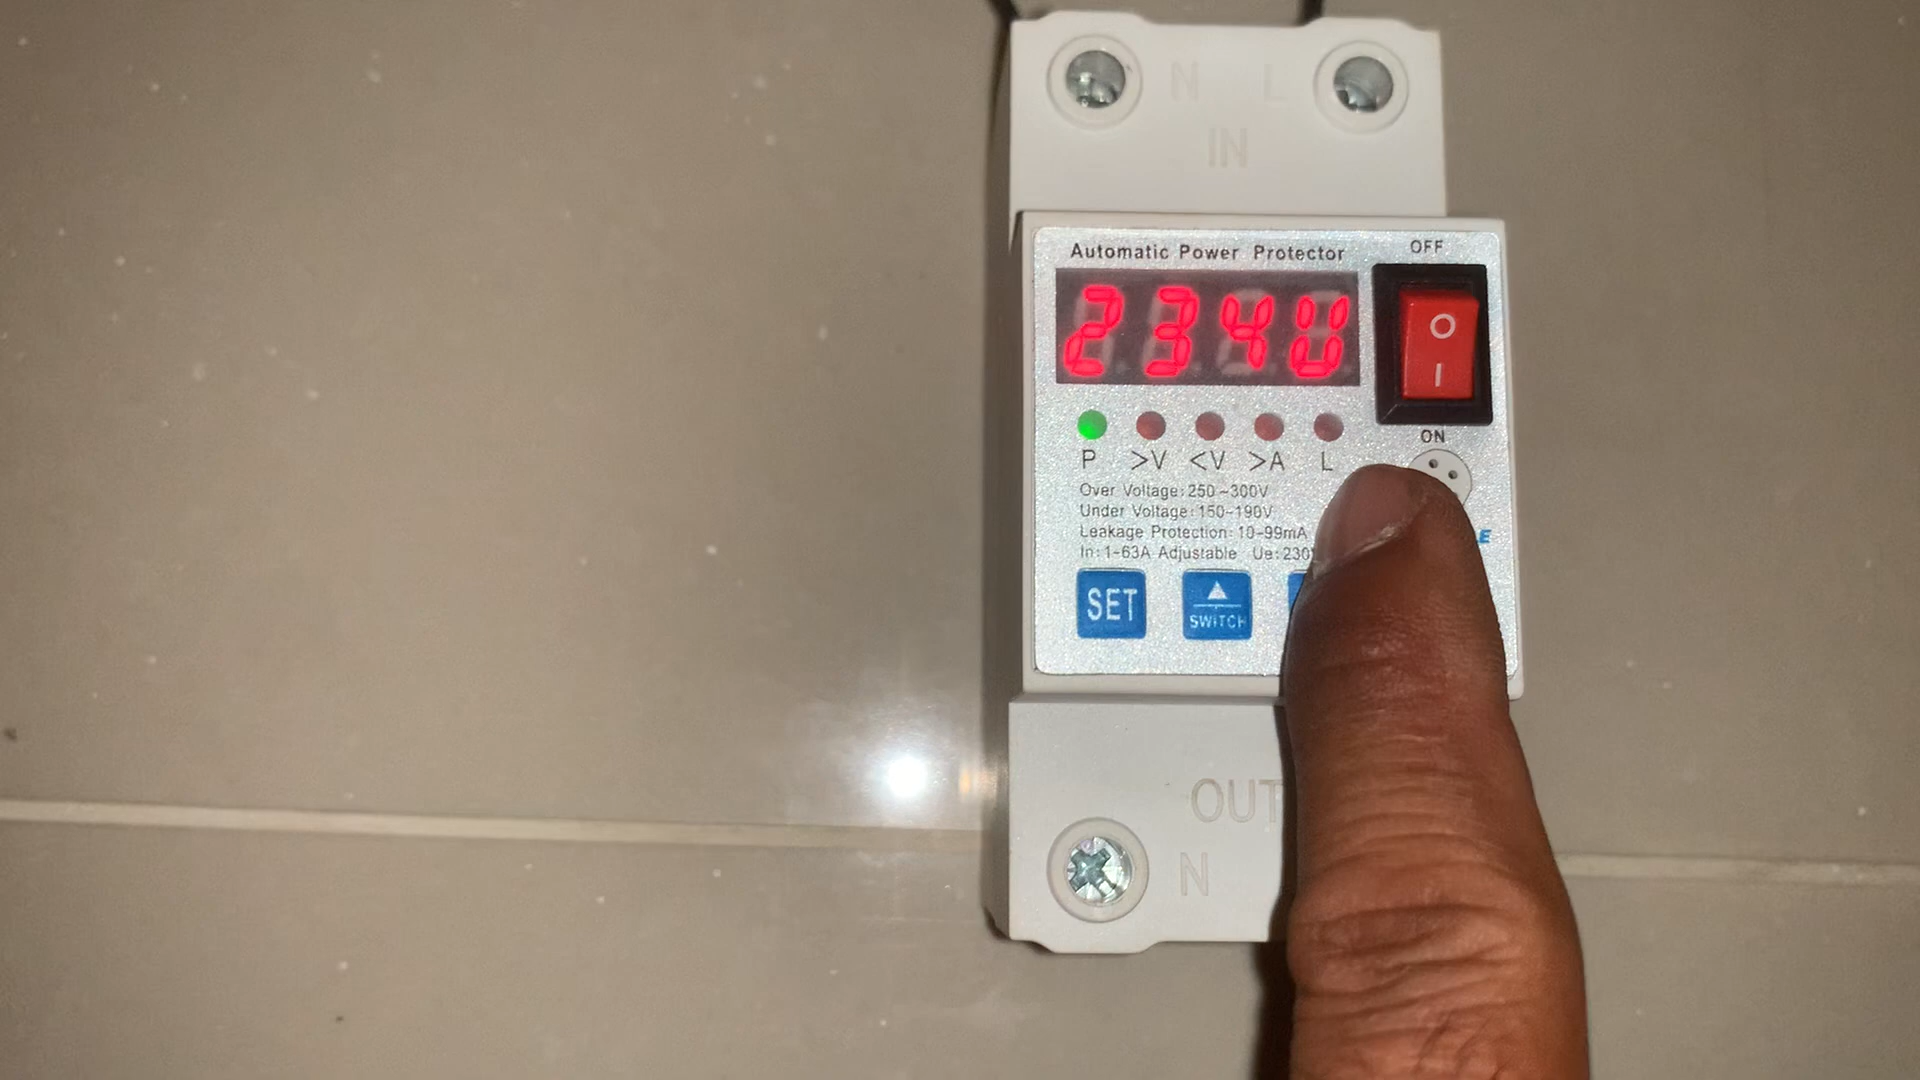 N L
IN
Automatic Power Protector
OFF
234U
O
I
ON
P >V <V >A L
Over Voltage: 250~300V
Under Voltage: 150-190V
Leakage Protection: 10-99mA
In: 1-63A Adjustable Ue: 230
SET
SWITCH
OUT
N